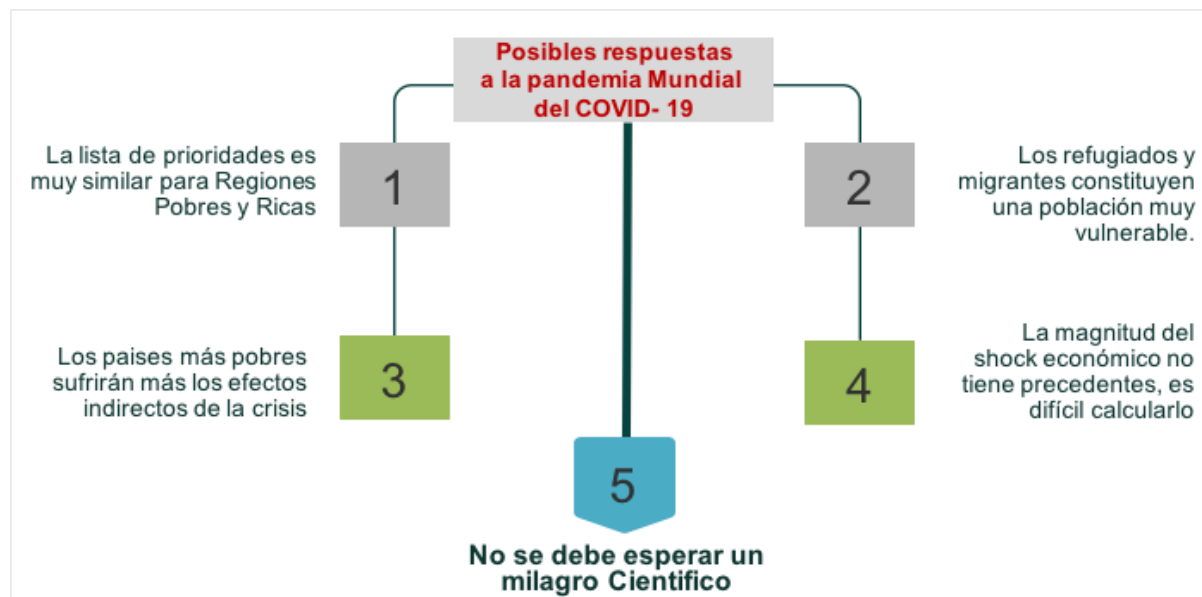 Posibles respuestas
a la pandemia Mundial
del COVID- 19
La lista de prioridades es
muy similar para Regiones
Pobres y Ricas
1
2
Los refugiados y
migrantes constituyen
una población muy
vulnerable.
Los paises más pobres
sufrirán más los efectos
indirectos de la crisis
3
4
La magnitud del
shock económico no
tiene precedentes, es
difícil calcularlo
5
No se debe esperar un
milagro Cientifico